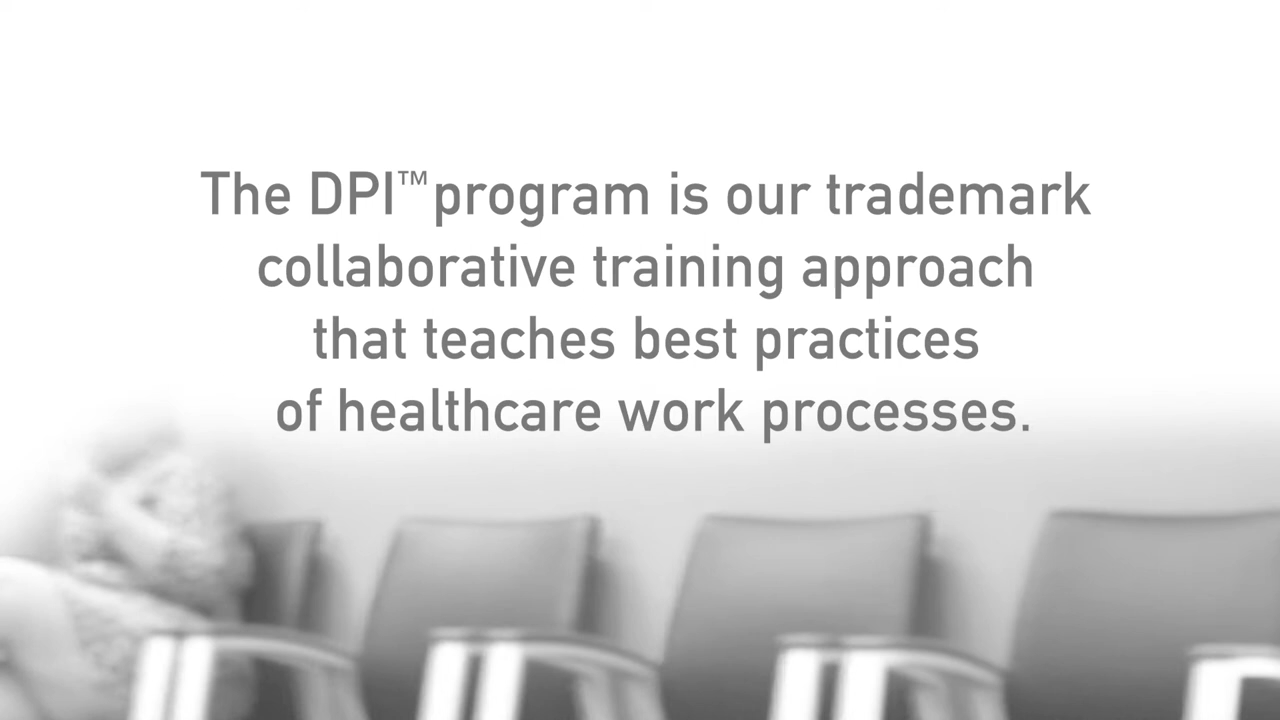 The DPI™ program is our trademark
collaborative training approach
that teaches best practices
of healthcare work processes.